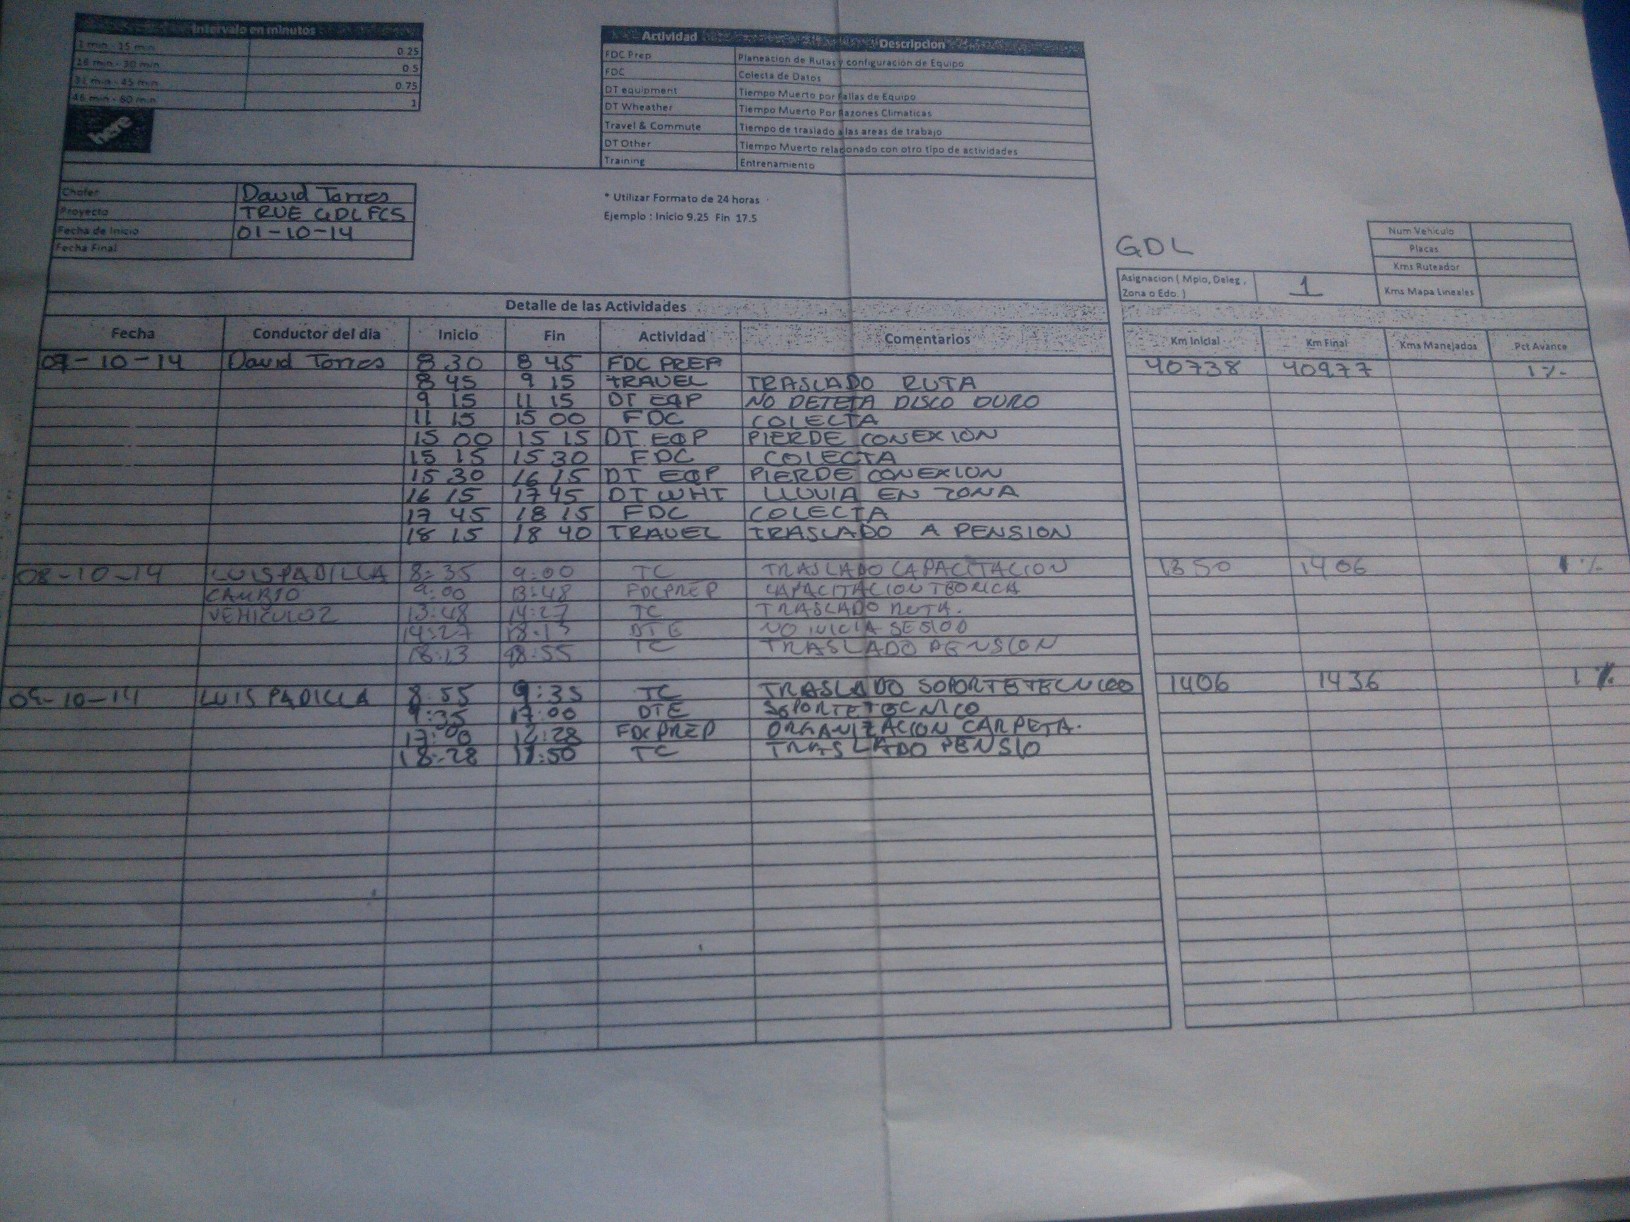 Intervalo en minutos
1 min - 15 min 0.25
16 min - 30 min 0.5
31 min - 45 min 0.75
46 min - 60 min 1
here
Actividad Descripcion
FDC Prep Planeacion de Rutas y configuración de Equipo
FDC Colecta de Datos
DT equipment Tiempo Muerto por Fallas de Equipo
DT Wheather Tiempo Muerto Por Razones Climaticas
Travel & Commute Tiempo de traslado a las areas de trabajo
DT Other Tiempo Muerto relacionado con otro tipo de actividades
Training Entrenamiento
Chofer David Torres
Proyecto TRUE GDL FCS
Fecha de Inicio 01-10-14
Fecha Final
* Utilizar Formato de 24 horas
Ejemplo : Inicio 9.25 Fin 17.5
GDL
Num Vehiculo
Placas
Kms Ruteador
Kms Mapa Lineales
Asignacion ( Mpio, Deleg ,
Zona o Edo. ) 1
Detalle de las Actividades
Fecha Conductor del dia Inicio Fin Actividad Comentarios Km Inicial Km Final Kms Manejados Pct Avance
07-10-14 David Torres 8 30 8 45 FDC PREP 40738 40977 1%
8 45 9 15 TRAVEL TRASLADO RUTA
9 15 11 15 DT EQP NO DETETA DISCO DURO
11 15 15 00 FDC COLECTA
15 00 15 15 DT EQP PIERDE CONEXION
15 15 15 30 FDC COLECTA
15 30 16 15 DT EQP PIERDE CONEXION
16 15 17 45 DT WHT LLUVIA EN ZONA
17 45 18 15 FDC COLECTA
18 15 18 40 TRAVEL TRASLADO A PENSION
08-10-14 LUIS PADILLA 8:35 9:00 TC TRASLADO CAPACITACION 1350 1406 1%
CAMBIO 9:00 13:48 FDCPREP CAPACITACION TEORICA
VEHICULO 2 13:48 14:27 TC TRASLADO RUTA.
14:27 18:13 DTE NO INICIA SESIOO
18:13 18:55 TC TRASLADO PENSION
09-10-14 LUIS PADILLA 8:55 9:35 TC TRASLADO SOPORTE TECNICO 1406 1436 1%
9:35 17:00 DTE SOPORTE TECNICO
17:00 FDCPREP ORGANIZACION CARPETA.
18:28 TC TRASLADO PENSIO